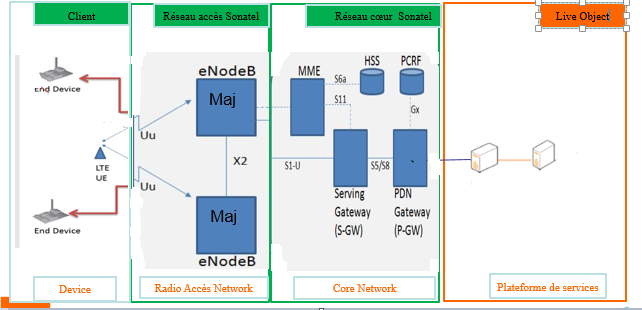 Client
Réseau accès Sonatel
Réseau cœur Sonatel
Live Object
End Device
Uu
LTE
UE
Uu
End Device
eNodeB
Maj
X2
Maj
eNodeB
MME
S6a
HSS
PCRF
S11
Gx
S1-U
S5/S8
Serving
Gateway
(S-GW)
PDN
Gateway
(P-GW)
Device
Radio Accès Network
Core Network
Plateforme de services